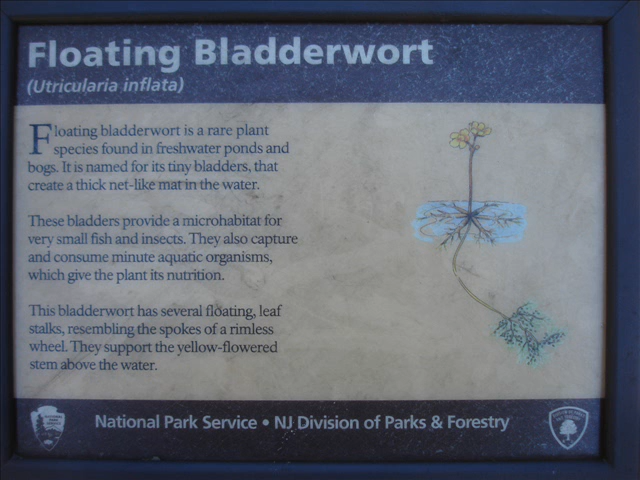 Floating Bladderwort
(Utricularia inflata)
Floating bladderwort is a rare plant
species found in freshwater ponds and
bogs. It is named for its tiny bladders, that
create a thick net-like mat in the water.
These bladders provide a microhabitat for
very small fish and insects. They also capture
and consume minute aquatic organisms,
which give the plant its nutrition.
This bladderwort has several floating, leaf
stalks, resembling the spokes of a rimless
wheel. They support the yellow-flowered
stem above the water.
National Park Service • NJ Division of Parks & Forestry